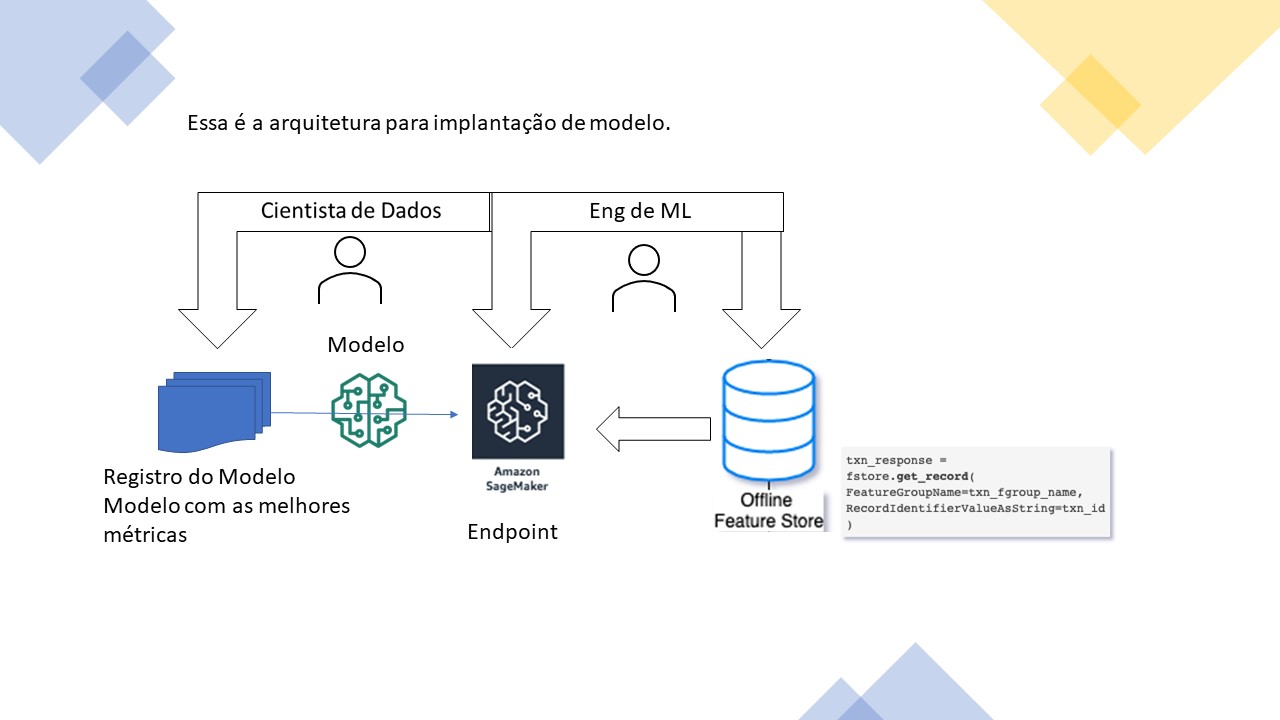 Essa é a arquitetura para implantação de modelo.
Cientista de Dados
Eng de ML
Modelo
Amazon
SageMaker
Registro do Modelo
Modelo com as melhores
métricas
Endpoint
Offline
Feature Store
txn_response =
fstore.get_record(
FeatureGroupName=txn_fgroup_name,
RecordIdentifierValueAsString=txn_id
)